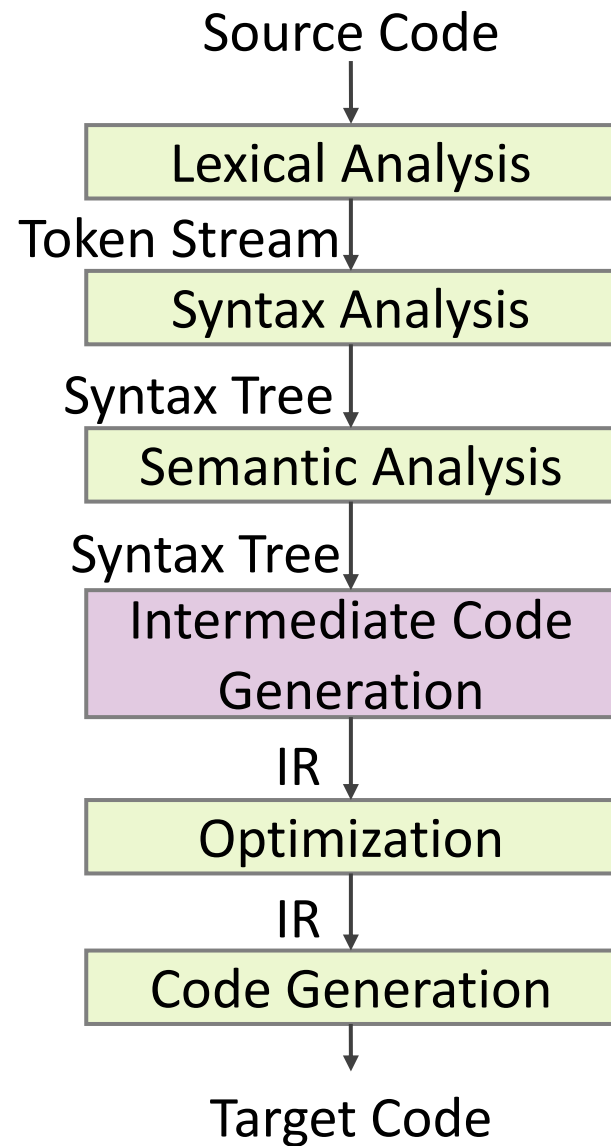 Source Code
Lexical Analysis
Token Stream
Syntax Analysis
Syntax Tree
Semantic Analysis
Syntax Tree
Intermediate Code
Generation
IR
Optimization
IR
Code Generation
Target Code